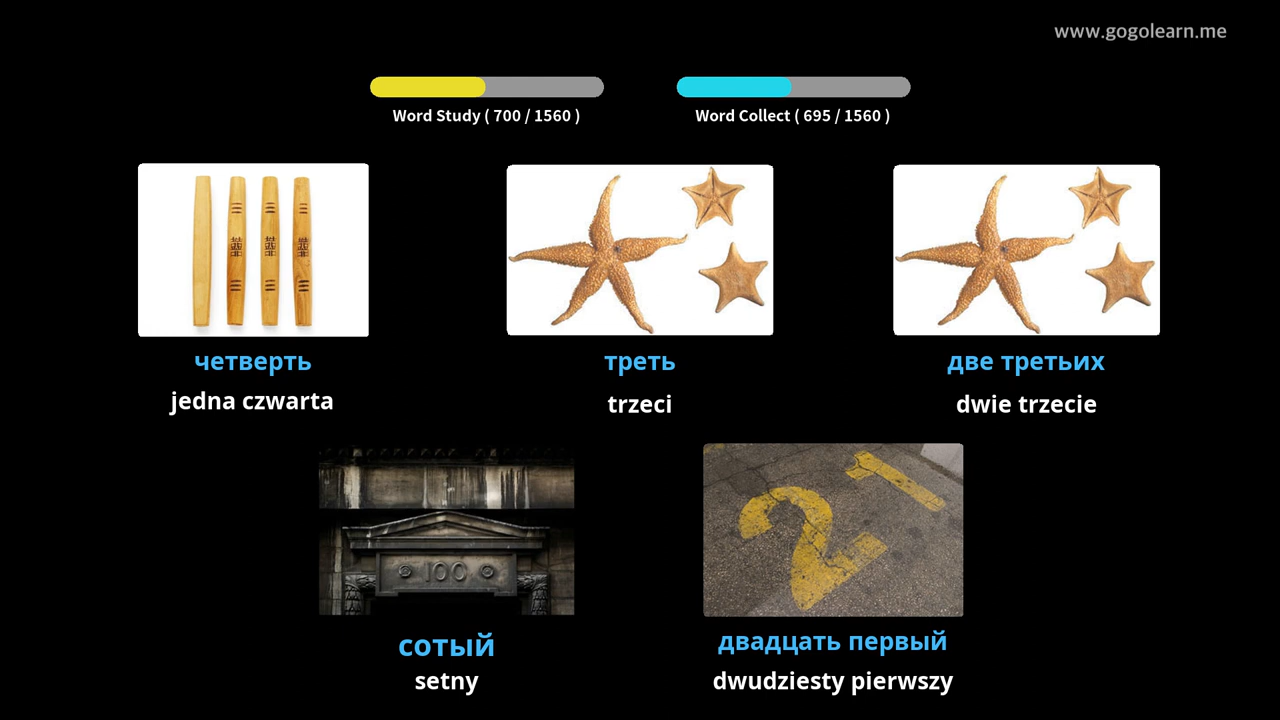 www.gogolearn.me
Word Study ( 700 / 1560 )
Word Collect ( 695 / 1560 )
четверть
jedna czwarta
треть
trzeci
две третьих
dwie trzecie
100
21
сотый
setny
двадцать первый
dwudziesty pierwszy